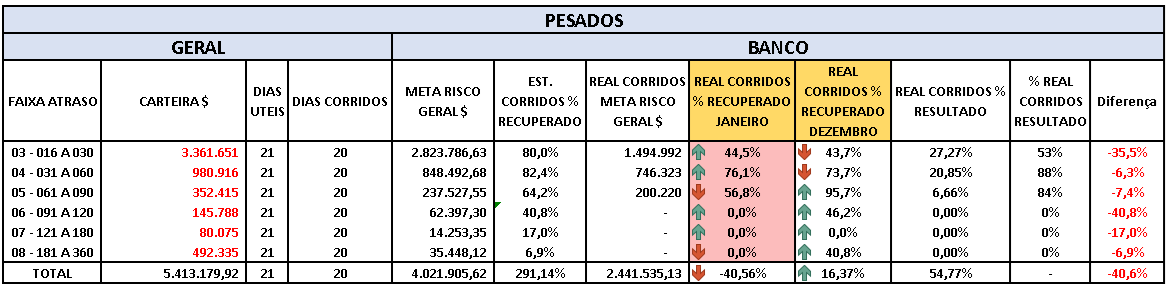 PESADOS
GERAL BANCO
FAIXA ATRASO CARTEIRA $ DIAS UTEIS DIAS CORRIDOS META RISCO GERAL $ EST. CORRIDOS % RECUPERADO REAL CORRIDOS META RISCO GERAL $ REAL CORRIDOS % RECUPERADO JANEIRO REAL CORRIDOS % RECUPERADO DEZEMBRO REAL CORRIDOS % RESULTADO % REAL CORRIDOS RESULTADO Diferença
03 - 016 A 030 3.361.651 21 20 2.823.786,63 80,0% 1.494.992 44,5% 43,7% 27,27% 53% -35,5%
04 - 031 A 060 980.916 21 20 848.492,68 82,4% 746.323 76,1% 73,7% 20,85% 88% -6,3%
05 - 061 A 090 352.415 21 20 237.527,55 64,2% 200.220 56,8% 95,7% 6,66% 84% -7,4%
06 - 091 A 120 145.788 21 20 62.397,30 40,8% - 0,0% 46,2% 0,00% 0% -40,8%
07 - 121 A 180 80.075 21 20 14.253,35 17,0% - 0,0% 0,0% 0,00% 0% -17,0%
08 - 181 A 360 492.335 21 20 35.448,12 6,9% - 0,0% 40,8% 0,00% 0% -6,9%
TOTAL 5.413.179,92 21 20 4.021.905,62 291,14% 2.441.535,13 -40,56% 16,37% 54,77% - -40,6%